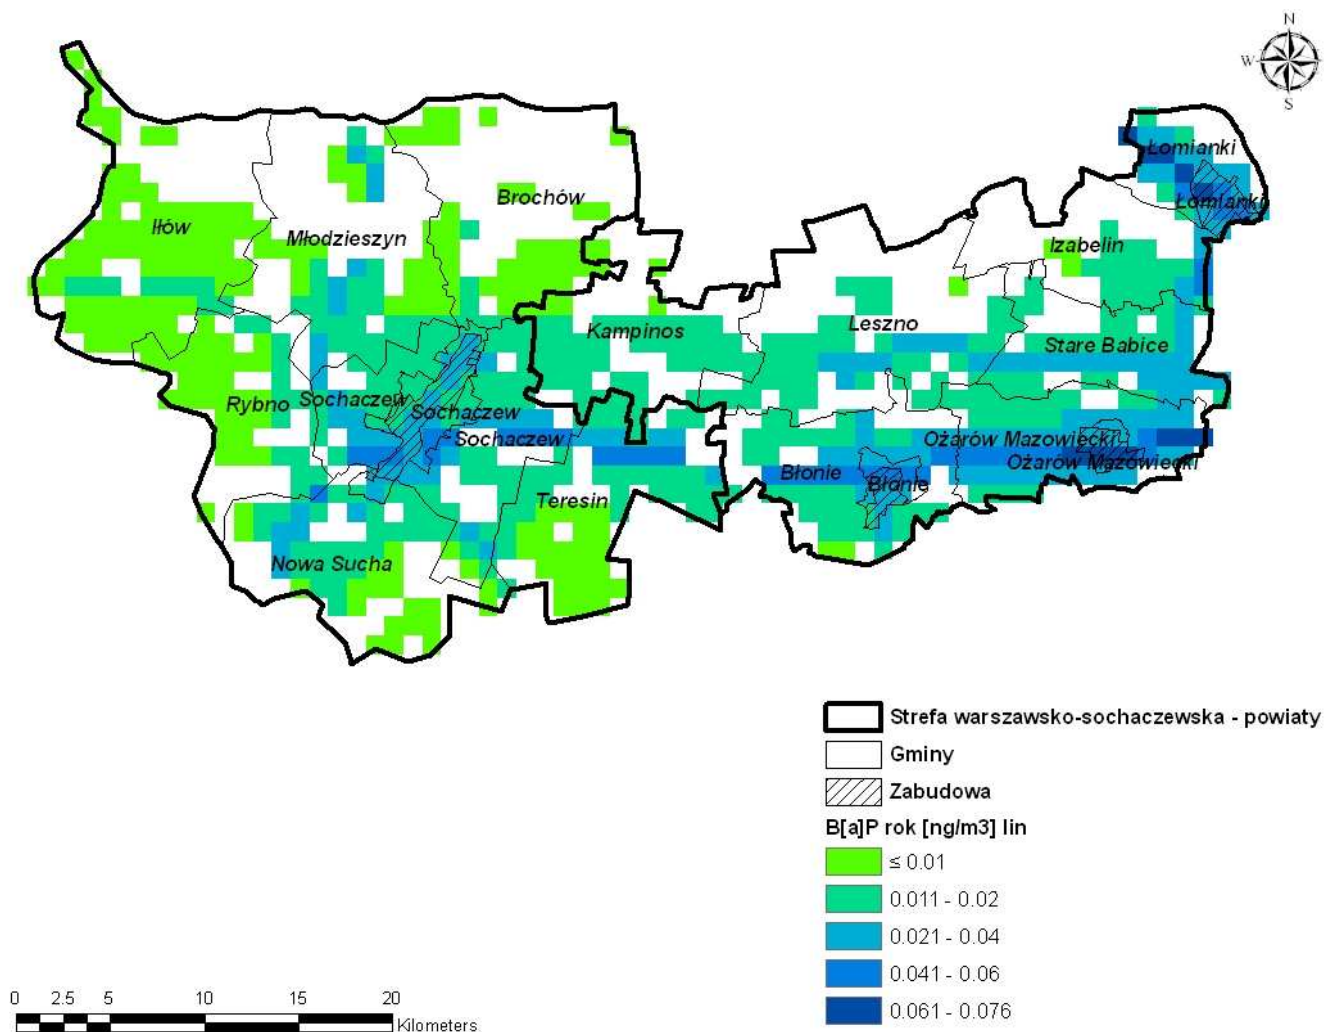 N
W
S
Łomianki
Łomianki
Brochów
Iłów
Młodzieszyn
Izabelin
Kampinos
Leszno
Stare Babice
Rybno
Sochaczew
Sochaczew
Sochaczew
Ożarów Mazowiecki
Ożarów Mazowiecki
Błonie
Błonie
Teresin
Nowa Sucha
Strefa warszawsko-sochaczewska - powiaty
Gminy
Zabudowa
B[a]P rok [ng/m3] lin
≤ 0.01
0.011 - 0.02
0.021 - 0.04
0.041 - 0.06
0.061 - 0.076
0 2.5 5 10 15 20
Kilometers